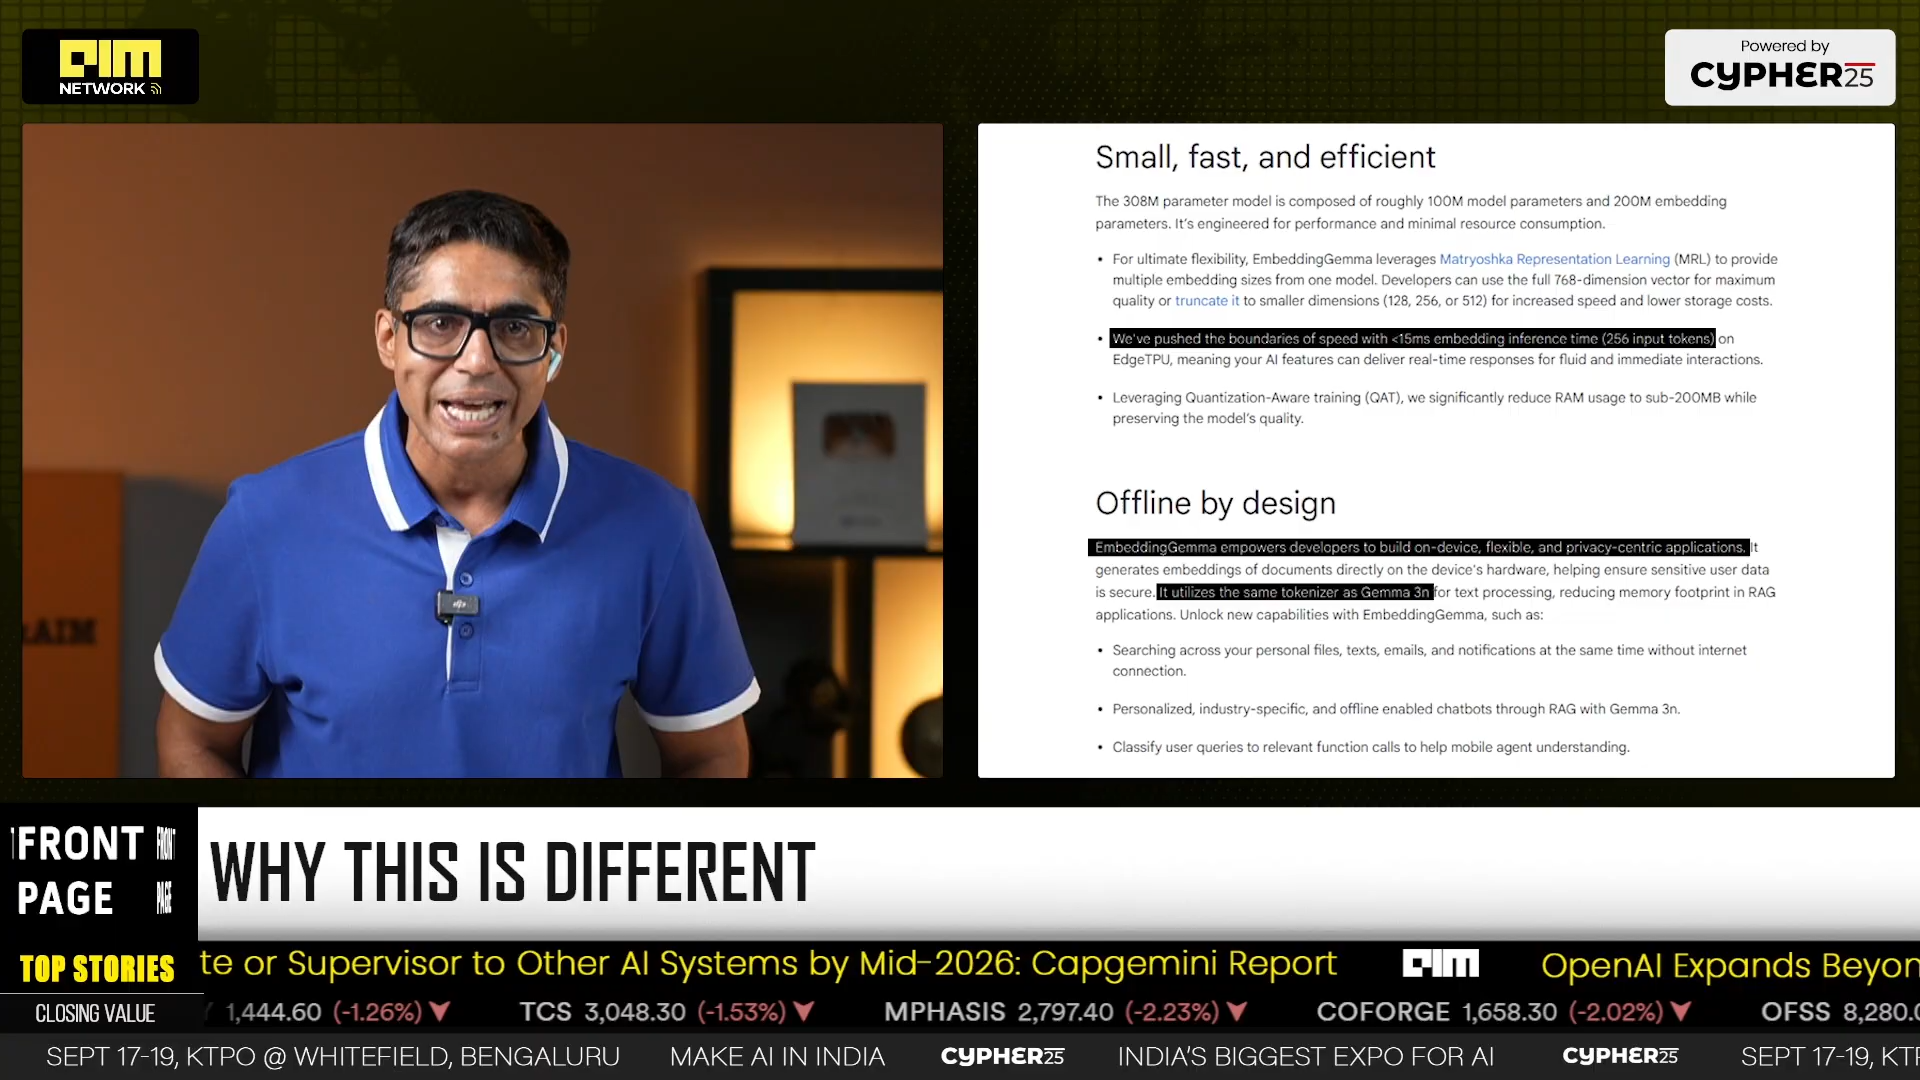 AIM
NETWORK
Powered by
CYPHER25
Small, fast, and efficient
The 308M parameter model is composed of roughly 100M model parameters and 200M embedding
parameters. It's engineered for performance and minimal resource consumption.
• For ultimate flexibility, EmbeddingGemma leverages Matryoshka Representation Learning (MRL) to provide
multiple embedding sizes from one model. Developers can use the full 768-dimension vector for maximum
quality or truncate it to smaller dimensions (128, 256, or 512) for increased speed and lower storage costs.
• We've pushed the boundaries of speed with <15ms embedding inference time (256 input tokens) on
EdgeTPU, meaning your AI features can deliver real-time responses for fluid and immediate interactions.
• Leveraging Quantization-Aware training (QAT), we significantly reduce RAM usage to sub-200MB while
preserving the model's quality.
Offline by design
EmbeddingGemma empowers developers to build on-device, flexible, and privacy-centric applications. It
generates embeddings of documents directly on the device's hardware, helping ensure sensitive user data
is secure. It utilizes the same tokenizer as Gemma 3n for text processing, reducing memory footprint in RAG
applications. Unlock new capabilities with EmbeddingGemma, such as:
• Searching across your personal files, texts, emails, and notifications at the same time without internet
connection.
• Personalized, industry-specific, and offline enabled chatbots through RAG with Gemma 3n.
• Classify user queries to relevant function calls to help mobile agent understanding.
AIM
FRONT FRONT
PAGE PAGE
WHY THIS IS DIFFERENT
TOP STORIES
te or Supervisor to Other AI Systems by Mid-2026: Capgemini Report AIM OpenAI Expands Beyon
CLOSING VALUE
1,444.60 (-1.26%) TCS 3,048.30 (-1.53%) MPHASIS 2,797.40 (-2.23%) COFORGE 1,658.30 (-2.02%) OFSS 8,280.0
SEPT 17-19, KTPO @ WHITEFIELD, BENGALURU MAKE AI IN INDIA CYPHER25 INDIA'S BIGGEST EXPO FOR AI CYPHER25 SEPT 17-19, KTP